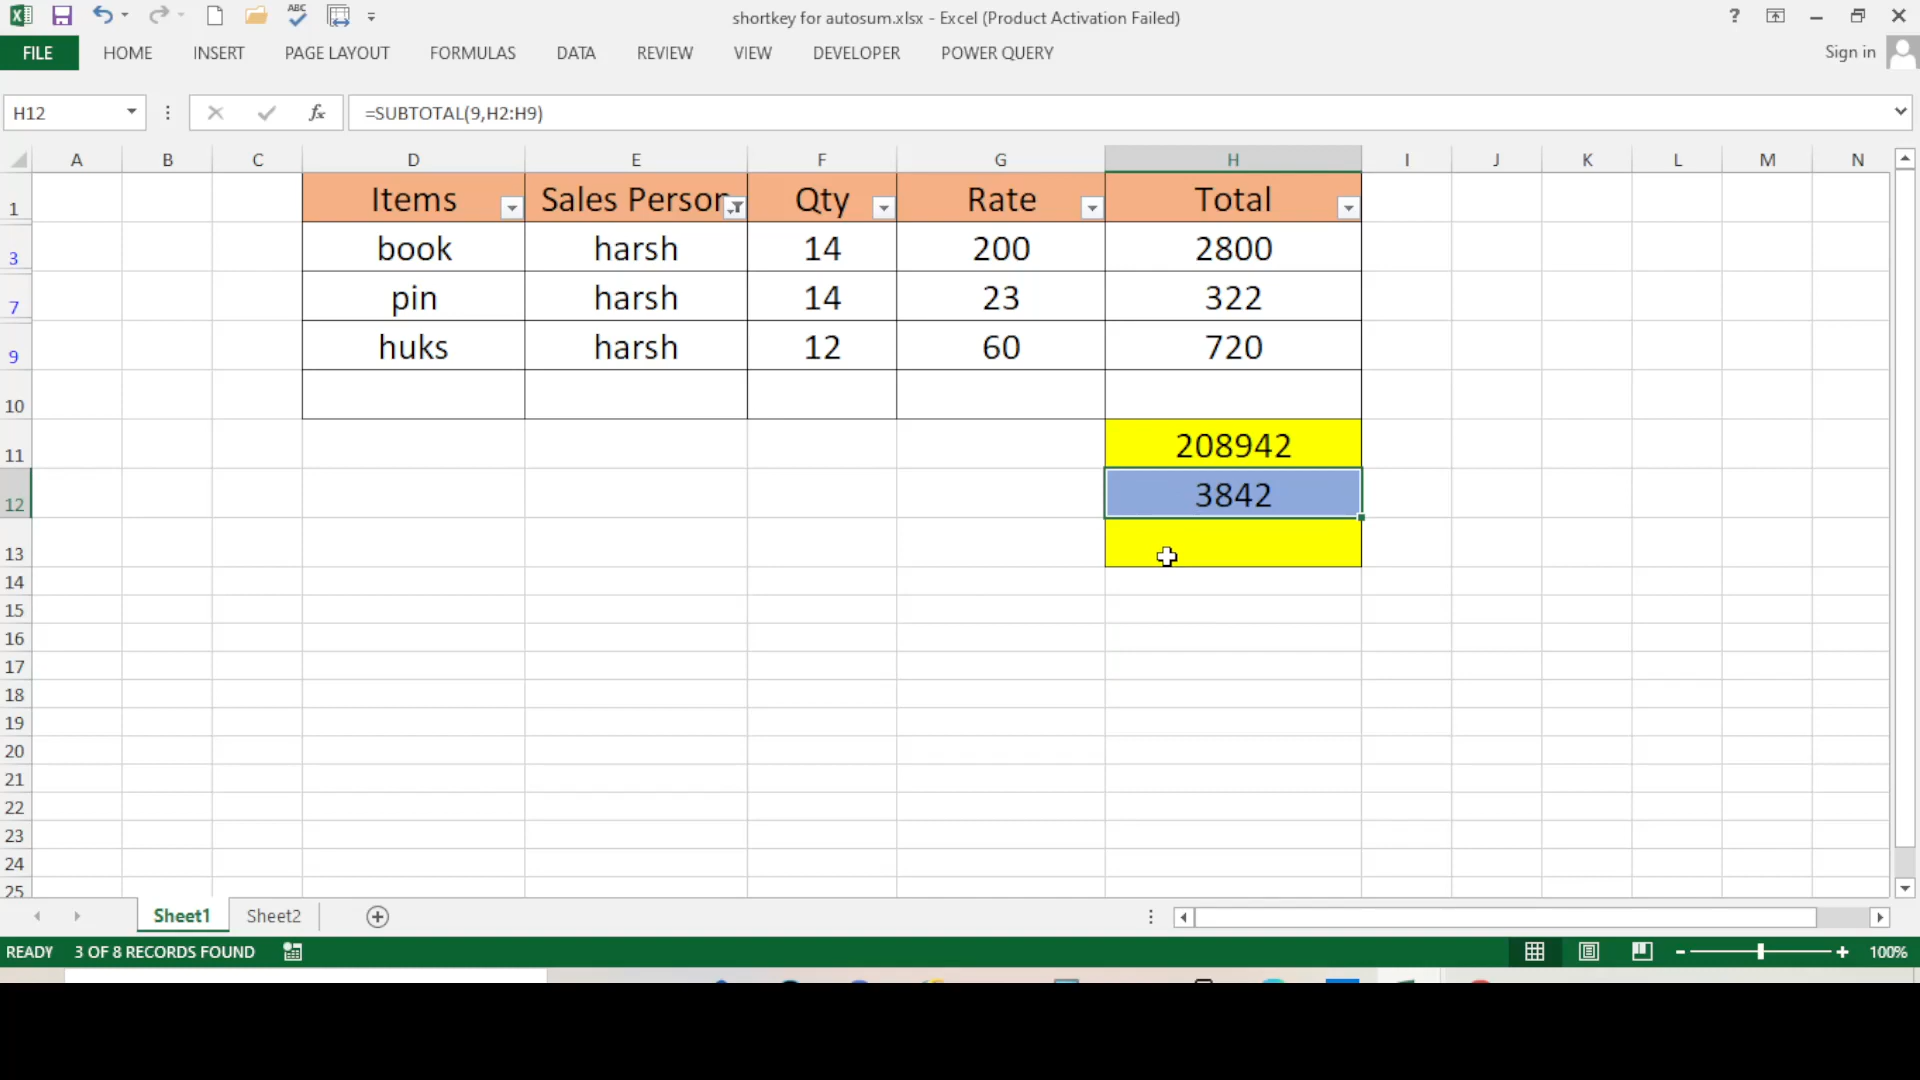 ABC
shortkey for autosum.xlsx - Excel (Product Activation Failed)
?
FILE HOME INSERT PAGE LAYOUT FORMULAS DATA REVIEW VIEW DEVELOPER POWER QUERY
Sign in
H12 fx =SUBTOTAL(9,H2:H9)
A B C D E F G H I J K L M N
1 Items Sales Person Qty Rate Total
3 book harsh 14 200 2800
7 pin harsh 14 23 322
9 huks harsh 12 60 720
10
11 208942
12 3842
13
14
15
16
17
18
19
20
21
22
23
24
25
Sheet1 Sheet2
READY 3 OF 8 RECORDS FOUND 100%